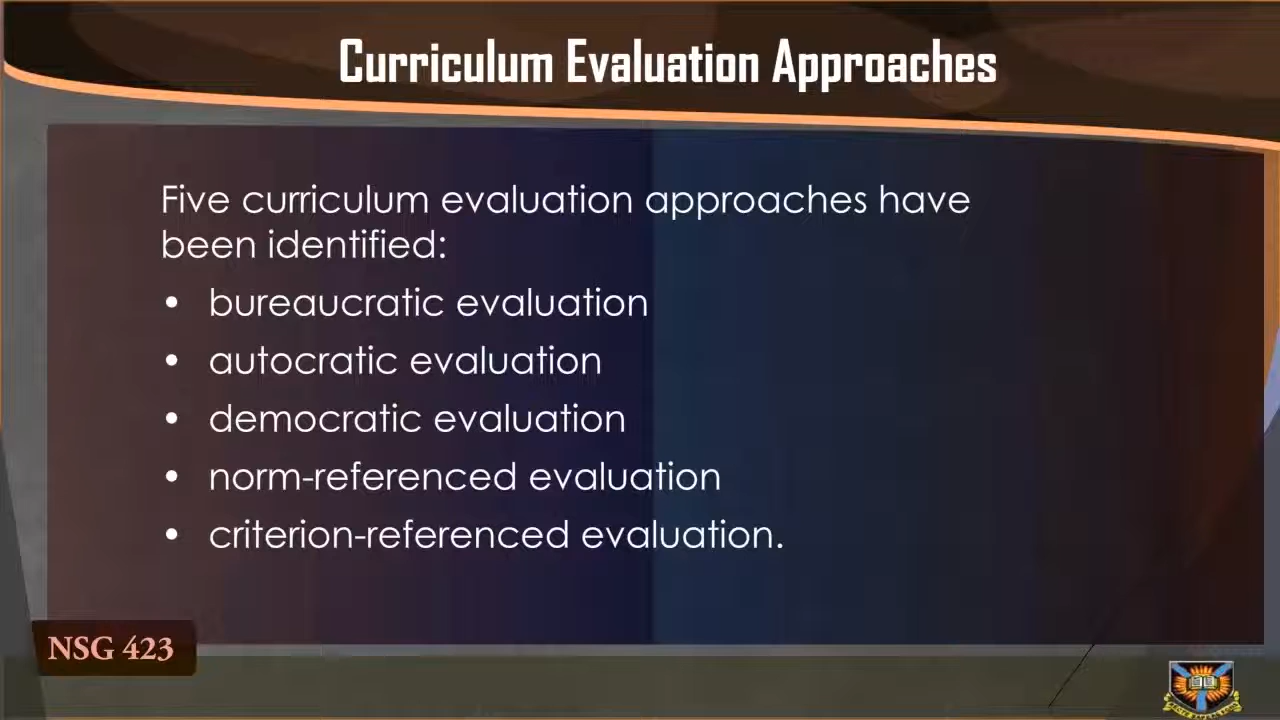 Curriculum Evaluation Approaches
Five curriculum evaluation approaches have
been identified:
• bureaucratic evaluation
• autocratic evaluation
• democratic evaluation
• norm-referenced evaluation
• criterion-referenced evaluation.
NSG 423